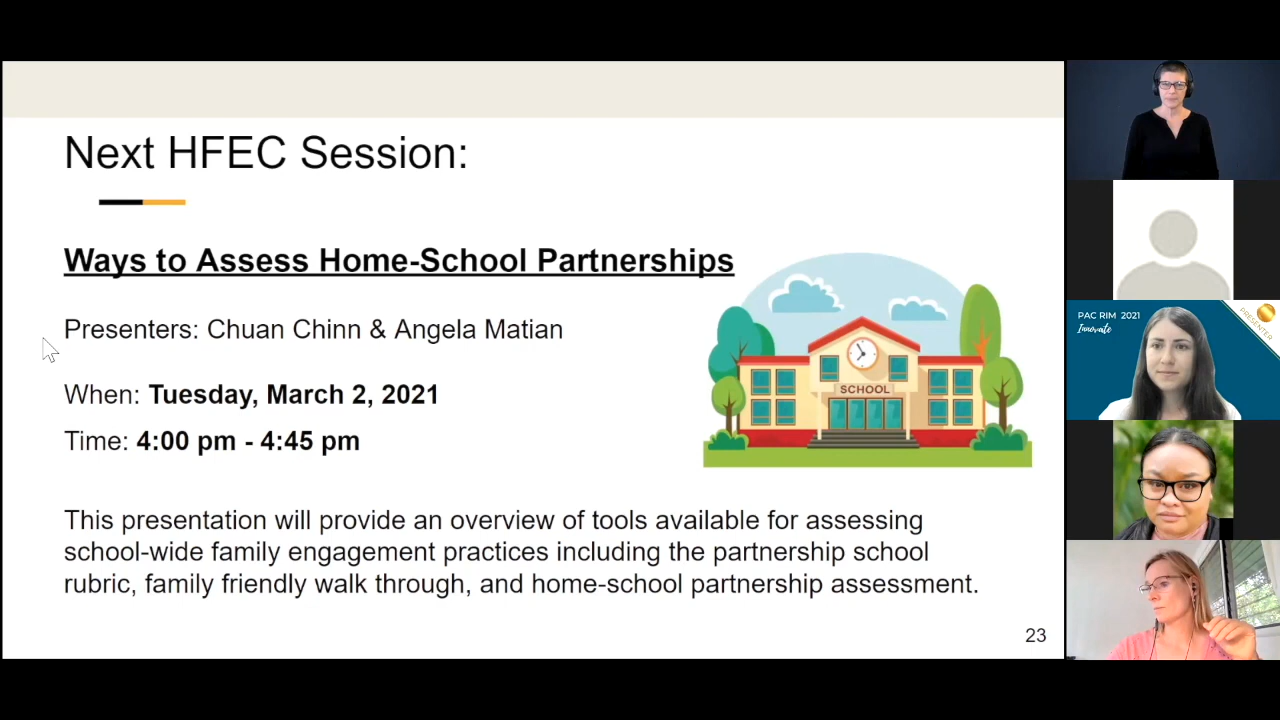 Next HFEC Session:
Ways to Assess Home-School Partnerships
Presenters: Chuan Chinn & Angela Matian
When: Tuesday, March 2, 2021
Time: 4:00 pm - 4:45 pm
SCHOOL
This presentation will provide an overview of tools available for assessing
school-wide family engagement practices including the partnership school
rubric, family friendly walk through, and home-school partnership assessment.
23
PAC RIM 2021
Innovate
PRESENTER